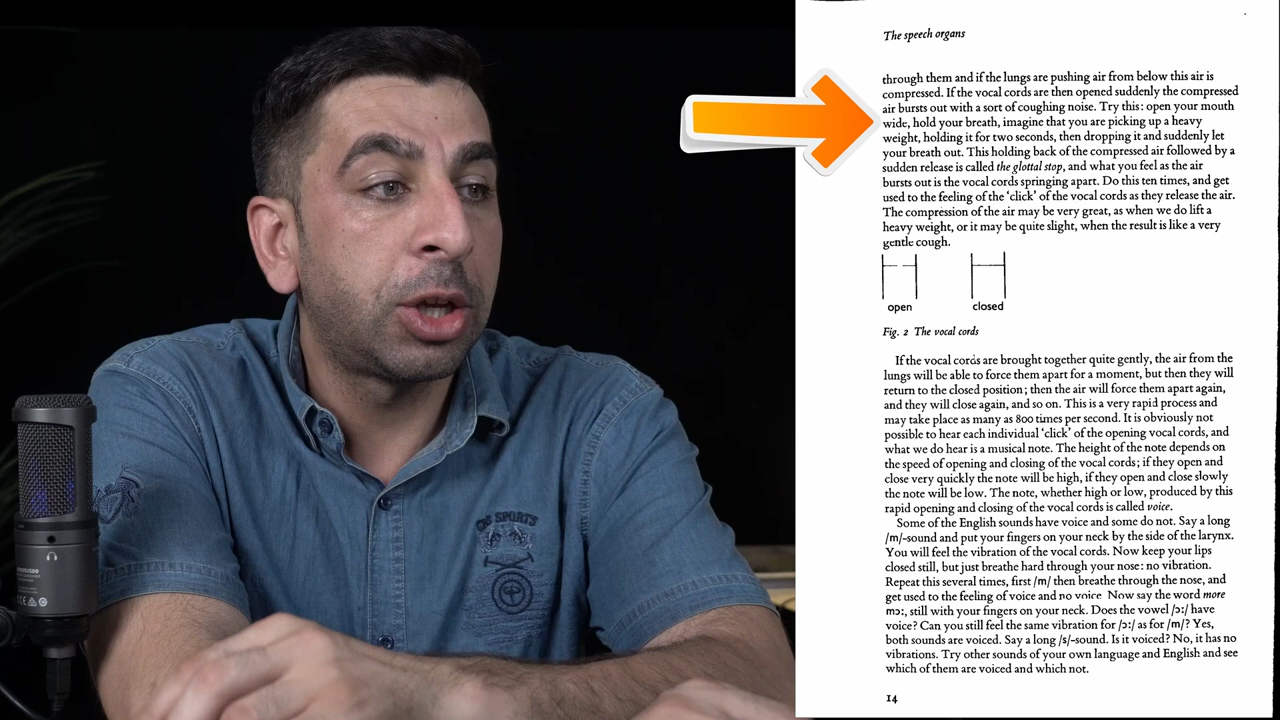 The speech organs
through them and if the lungs are pushing air from below this air is
compressed. If the vocal cords are then opened suddenly the compressed
air bursts out with a sort of coughing noise. Try this: open your mouth
wide, hold your breath, imagine that you are picking up a heavy
weight, holding it for two seconds, then dropping it and suddenly let
your breath out. This holding back of the compressed air followed by a
sudden release is called the glottal stop, and what you feel as the air
bursts out is the vocal cords springing apart. Do this ten times, and get
used to the feeling of the ‘click’ of the vocal cords as they release the air.
The compression of the air may be very great, as when we do lift a
heavy weight, or it may be quite slight, when the result is like a very
gentle cough.
open closed
Fig. 2 The vocal cords
If the vocal cords are brought together quite gently, the air from the
lungs will be able to force them apart for a moment, but then they will
return to the closed position; then the air will force them apart again,
and they will close again, and so on. This is a very rapid process and
may take place as many as 800 times per second. It is obviously not
possible to hear each individual ‘click’ of the opening vocal cords, and
what we do hear is a musical note. The height of the note depends on
the speed of opening and closing of the vocal cords; if they open and
close very quickly the note will be high, if they open and close slowly
the note will be low. The note, whether high or low, produced by this
rapid opening and closing of the vocal cords is called voice.
Some of the English sounds have voice and some do not. Say a long
/m/-sound and put your fingers on your neck by the side of the larynx.
You will feel the vibration of the vocal cords. Now keep your lips
closed still, but just breathe hard through your nose: no vibration.
Repeat this several times, first /m/ then breathe through the nose, and
get used to the feeling of voice and no voice Now say the word more
mɔː, still with your fingers on your neck. Does the vowel /ɔː/ have
voice? Can you still feel the same vibration for /ɔː/ as for /m/? Yes,
both sounds are voiced. Say a long /s/-sound. Is it voiced? No, it has no
vibrations. Try other sounds of your own language and English and see
which of them are voiced and which not.
14
SPORTS